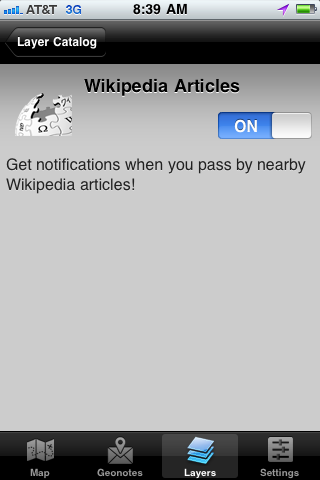 AT&T 3G 8:39 AM
Layer Catalog
Wikipedia Articles
ON
Get notifications when you pass by nearby
Wikipedia articles!
Map Geonotes Layers Settings